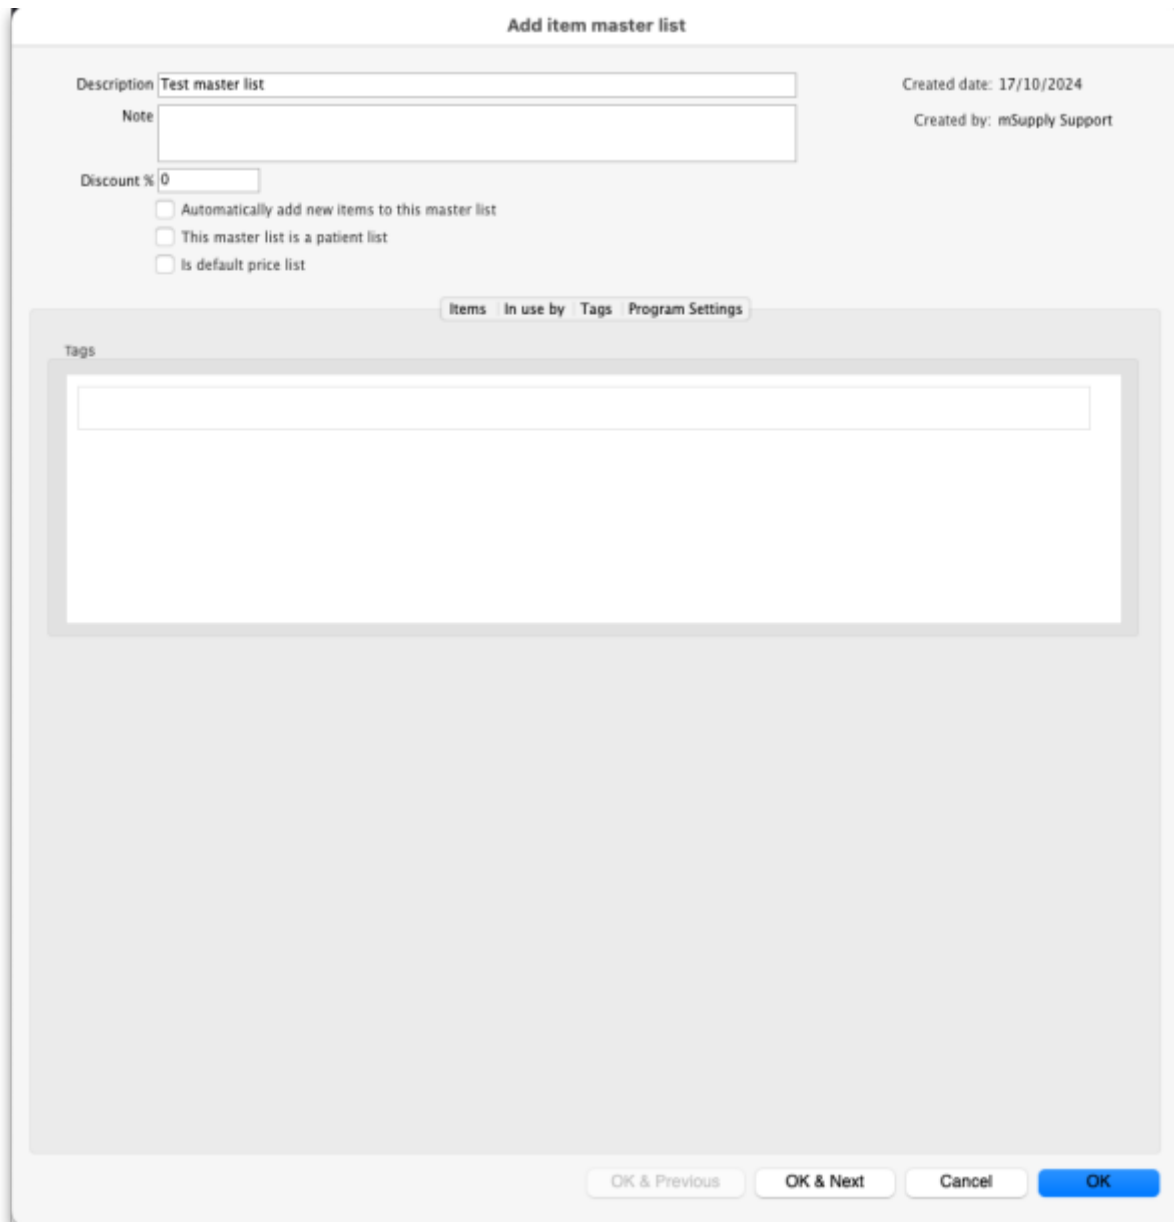 Add item master list
Description Test master list
Created date: 17/10/2024
Note
Created by: mSupply Support
Discount % 0
Automatically add new items to this master list
This master list is a patient list
Is default price list
Items In use by Tags Program Settings
Tags
OK & Previous OK & Next Cancel OK